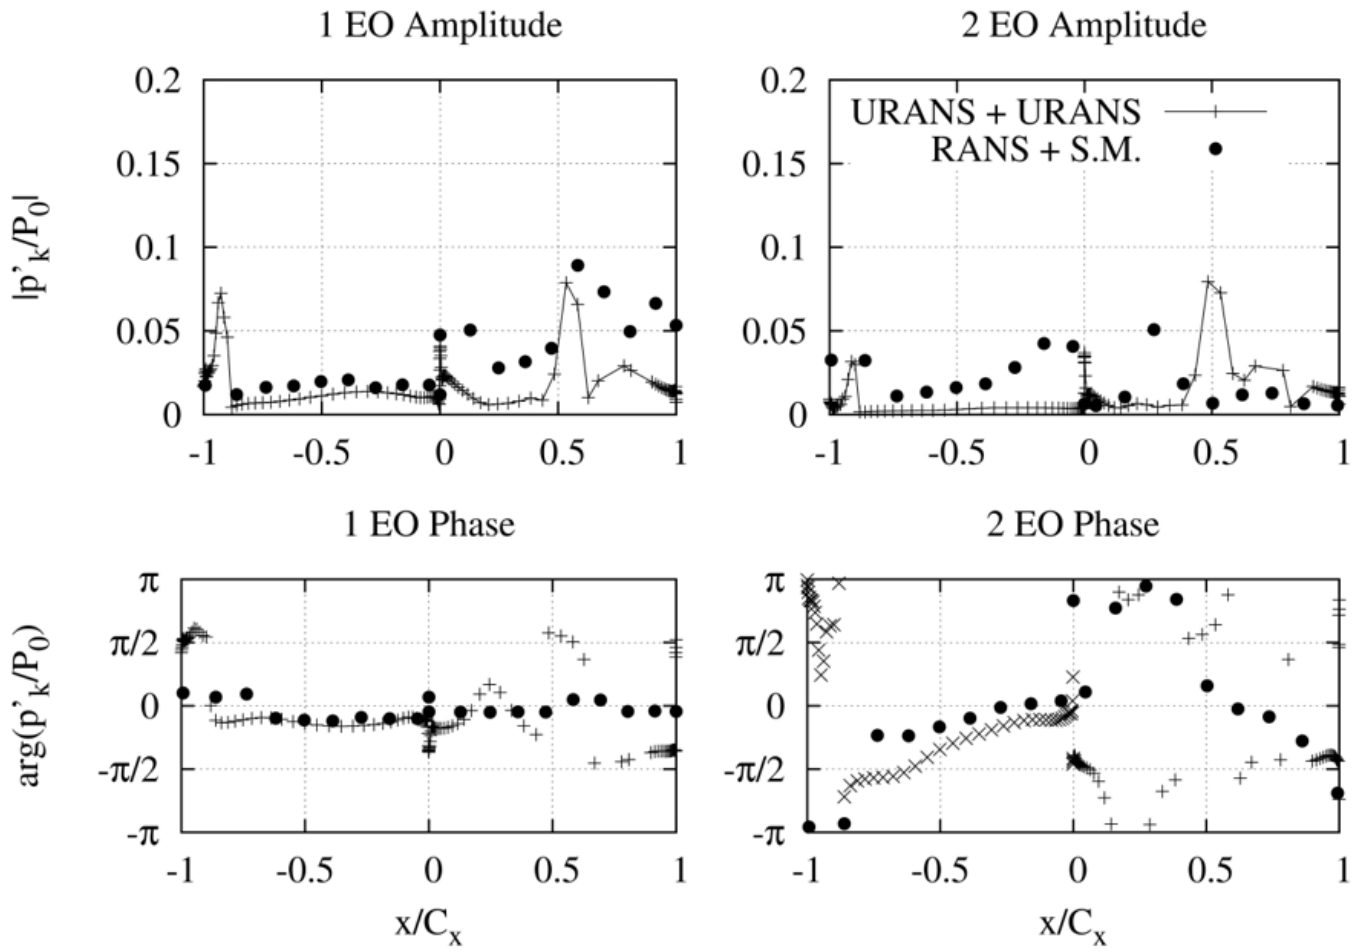 1 EO Amplitude
2 EO Amplitude
|p'k/P0|
0.2
0.15
0.1
0.05
0
-1 -0.5 0 0.5 1
0.2
0.15
0.1
0.05
0
URANS + URANS
RANS + S.M.
-1 -0.5 0 0.5 1
1 EO Phase
2 EO Phase
arg(p'k/P0)
π
π/2
0
-π/2
-π
-1 -0.5 0 0.5 1
x/Cx
π
π/2
0
-π/2
-π
-1 -0.5 0 0.5 1
x/Cx